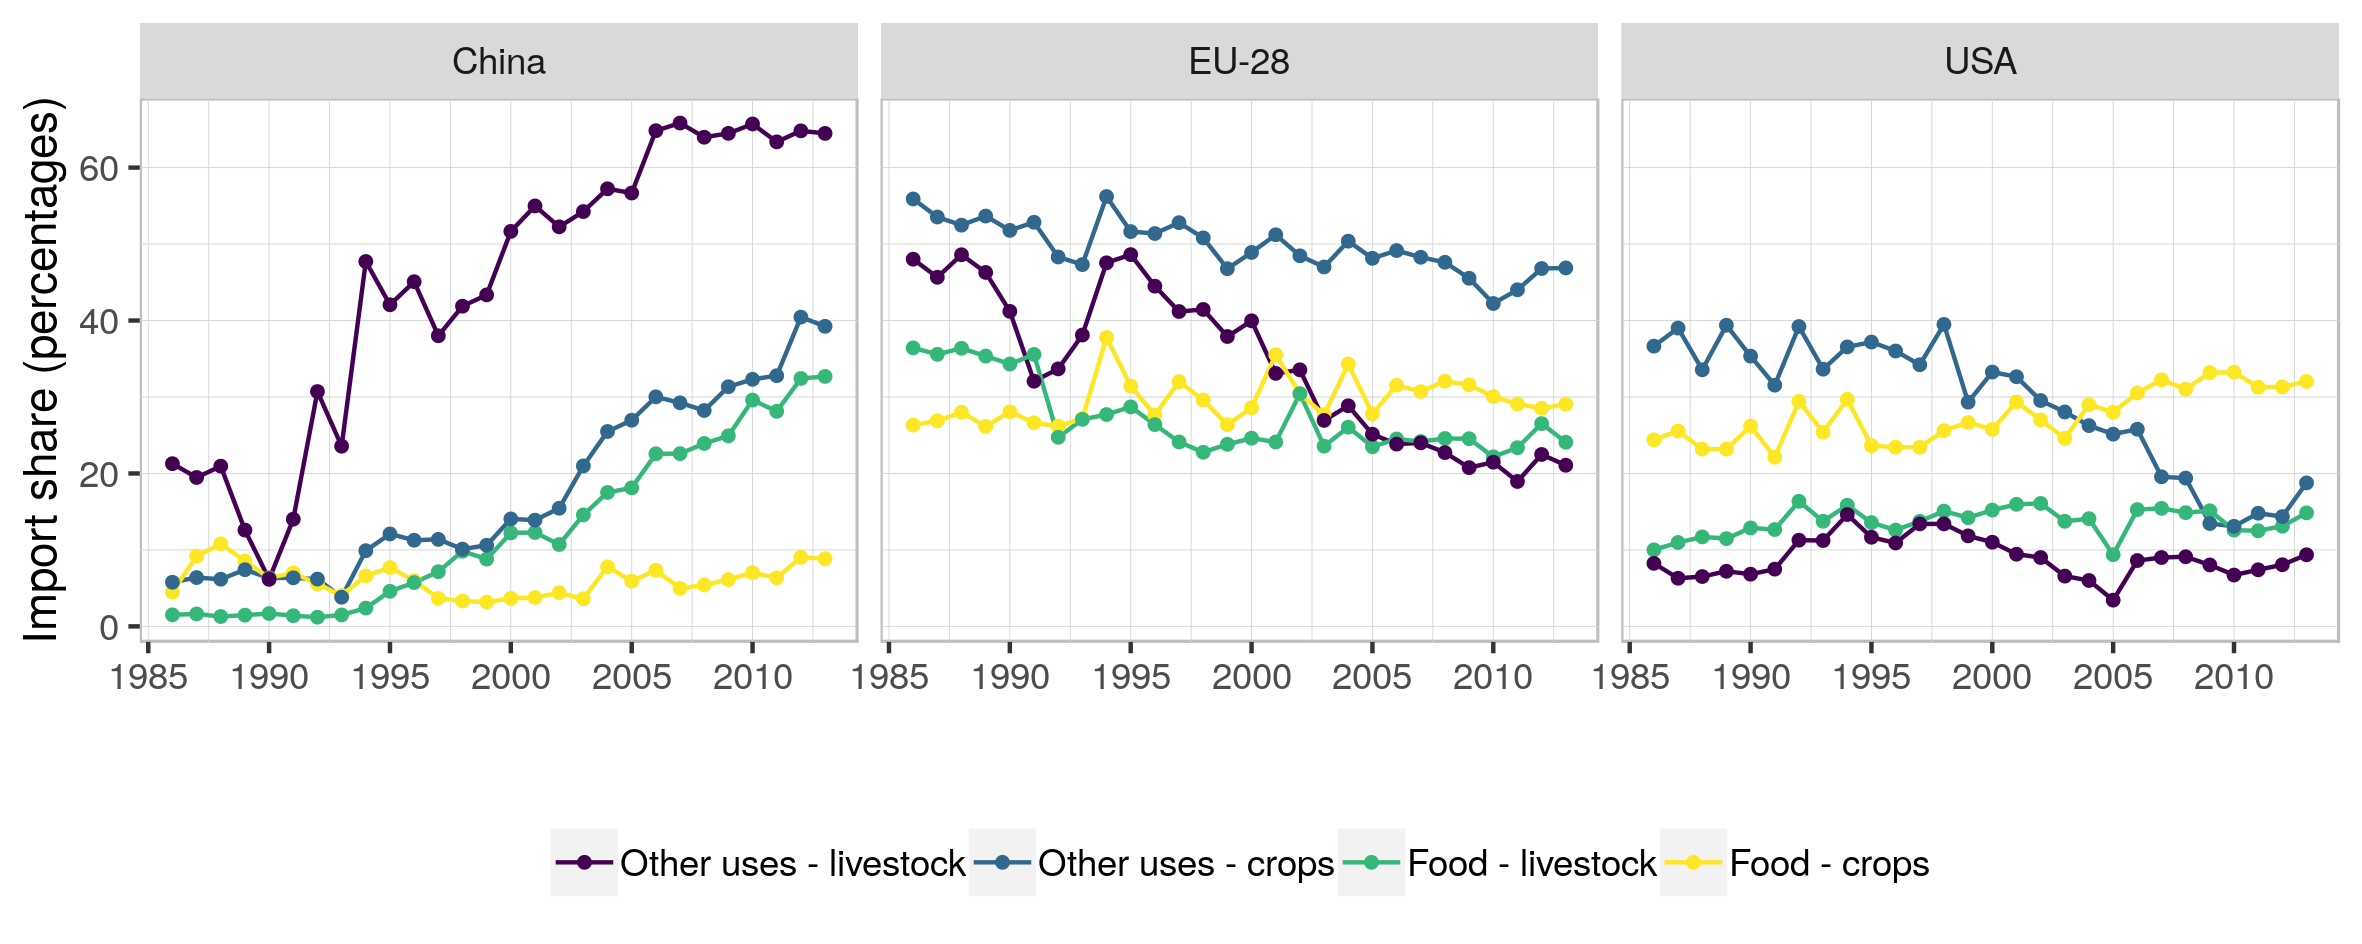 China EU-28 USA
Import share (percentages)
60
40
20
0
1985 1990 1995 2000 2005 2010 1985 1990 1995 2000 2005 2010 1985 1990 1995 2000 2005 2010
Other uses - livestock Other uses - crops Food - livestock Food - crops